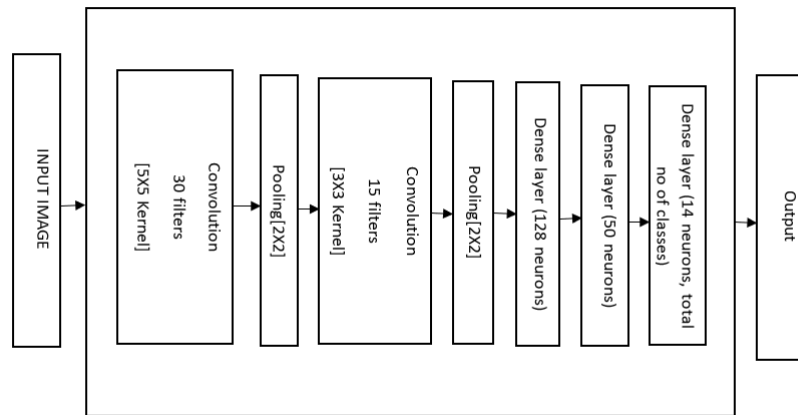 INPUT IMAGE
Convolution
30 filters
[5X5 Kernel]
Pooling[2X2]
Convolution
15 filters
[3X3 Kernel]
Pooling[2X2]
Dense layer (128 neurons)
Dense layer (50 neurons)
Dense layer (14 neurons, total
no of classes)
Output